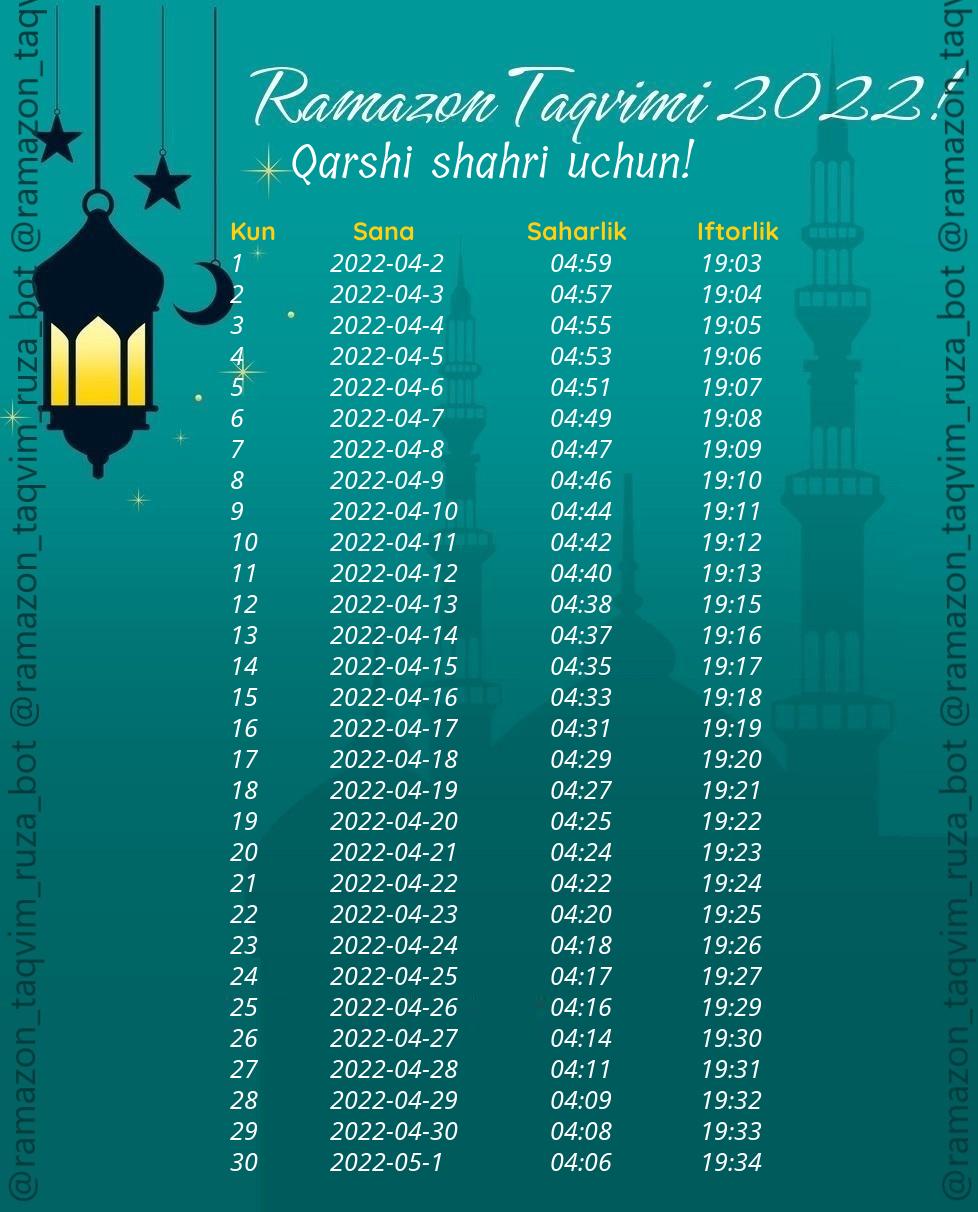 Ramazon Taqvimi 2022!
Qarshi shahri uchun!
Kun Sana Saharlik Iftorlik
1 2022-04-2 04:59 19:03
2 2022-04-3 04:57 19:04
3 2022-04-4 04:55 19:05
4 2022-04-5 04:53 19:06
5 2022-04-6 04:51 19:07
6 2022-04-7 04:49 19:08
7 2022-04-8 04:47 19:09
8 2022-04-9 04:46 19:10
9 2022-04-10 04:44 19:11
10 2022-04-11 04:42 19:12
11 2022-04-12 04:40 19:13
12 2022-04-13 04:38 19:15
13 2022-04-14 04:37 19:16
14 2022-04-15 04:35 19:17
15 2022-04-16 04:33 19:18
16 2022-04-17 04:31 19:19
17 2022-04-18 04:29 19:20
18 2022-04-19 04:27 19:21
19 2022-04-20 04:25 19:22
20 2022-04-21 04:24 19:23
21 2022-04-22 04:22 19:24
22 2022-04-23 04:20 19:25
23 2022-04-24 04:18 19:26
24 2022-04-25 04:17 19:27
25 2022-04-26 04:16 19:29
26 2022-04-27 04:14 19:30
27 2022-04-28 04:11 19:31
28 2022-04-29 04:09 19:32
29 2022-04-30 04:08 19:33
30 2022-05-1 04:06 19:34
@ramazon_taqvim_ruza_bot @ramazon_taqvim_ruza_bot @ramazon_taqv
@ramazon_taqvim_ruza_bot @ramazon_taqvim_ruza_bot @ramazon_taqv